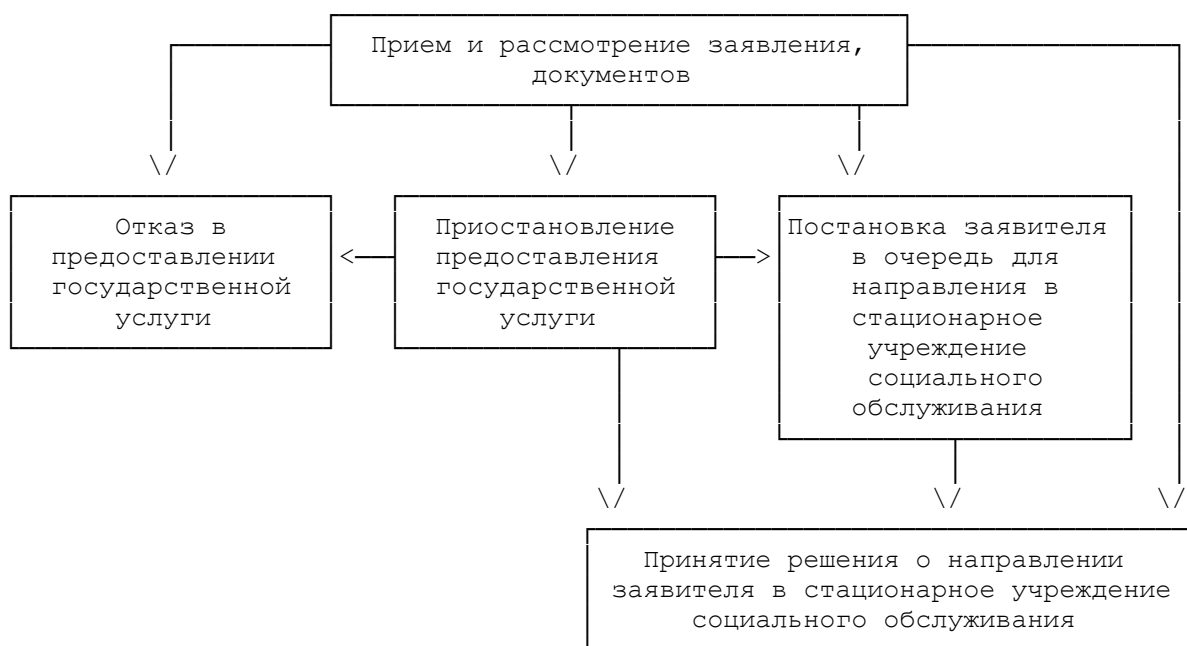 Прием и рассмотрение заявления,
документов
Отказ в
предоставлении
государственной
услуги
Приостановление
предоставления
государственной
услуги
Постановка заявителя
в очередь для
направления в
стационарное
учреждение
социального
обслуживания
Принятие решения о направлении
заявителя в стационарное учреждение
социального обслуживания